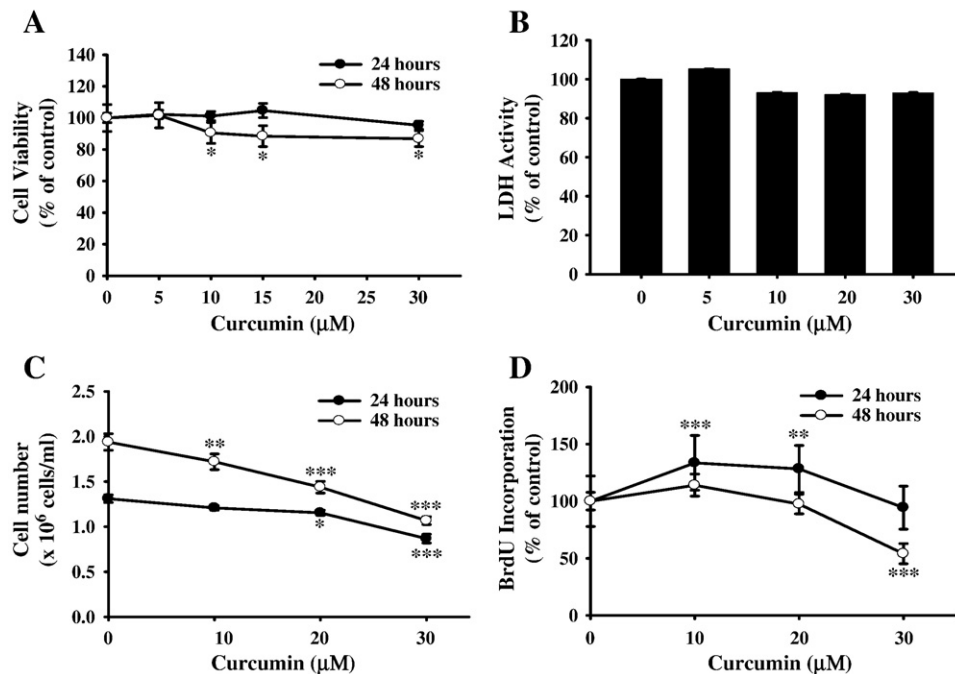 A
24 hours
48 hours
Cell Viability
(% of control)
140
120
100
80
60
40
20
0
* * *
0 5 10 15 20 25 30
Curcumin (μM)
B
LDH Activity
(% of control)
120
100
80
60
40
20
0
0 5 10 20 30
Curcumin (μM)
C
24 hours
48 hours
Cell number
(x 10⁶ cells/ml)
2.5
2.0
1.5
1.0
0.5
0.0
** *** ***
* ***
0 10 20 30
Curcumin (μM)
D
24 hours
48 hours
BrdU Incorporation
(% of control)
200
150
100
50
0
*** **
***
0 10 20 30
Curcumin (μM)